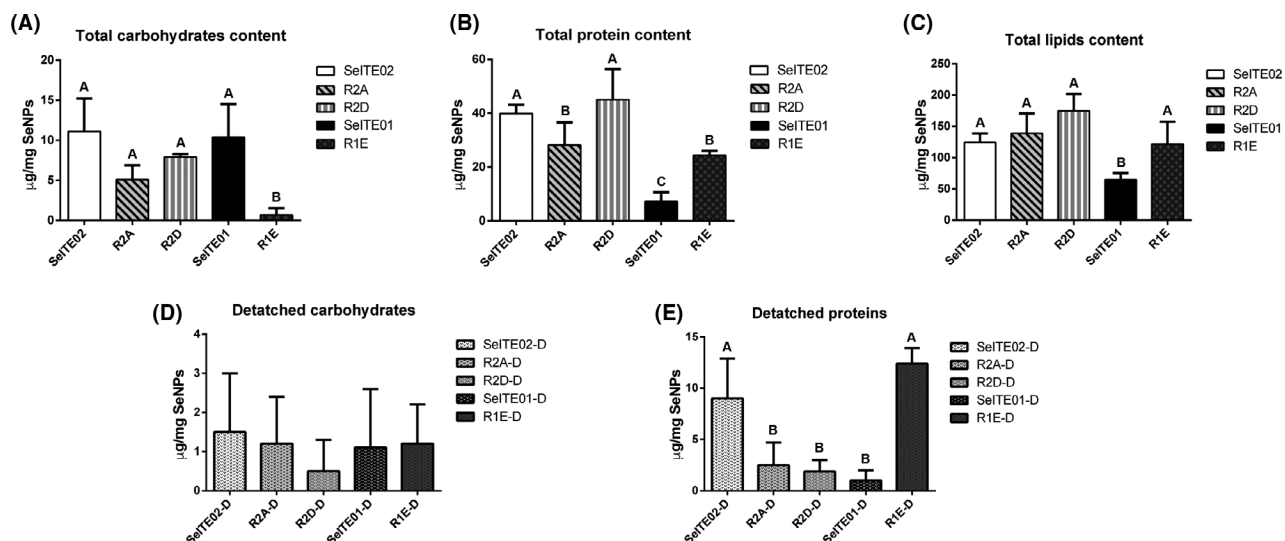 (A)
Total carbohydrates content
μg/mg SeNPs
15
10
5
0
A
A
A
A
B
SeITE02
R2A
R2D
SeITE01
R1E
SeITE02
R2A
R2D
SeITE01
R1E
(B)
Total protein content
μg/mg SeNPs
60
40
20
0
A
B
A
C
B
SeITE02
R2A
R2D
SeITE01
R1E
SeITE02
R2A
R2D
SeITE01
R1E
(C)
Total lipids content
μg/mg SeNPs
250
200
150
100
50
0
A
A
A
B
A
SeITE02
R2A
R2D
SeITE01
R1E
SeITE02
R2A
R2D
SeITE01
R1E
(D)
Detatched carbohydrates
μg/mg SeNPs
4
3
2
1
0
SeITE02-D
R2A-D
R2D-D
SeITE01-D
R1E-D
SeITE02-D
R2A-D
R2D-D
SeITE01-D
R1E-D
(E)
Detatched proteins
μg/mg SeNPs
15
10
5
0
A
B
B
B
A
SeITE02-D
R2A-D
R2D-D
SeITE01-D
R1E-D
SeITE02-D
R2A-D
R2D-D
SeITE01-D
R1E-D